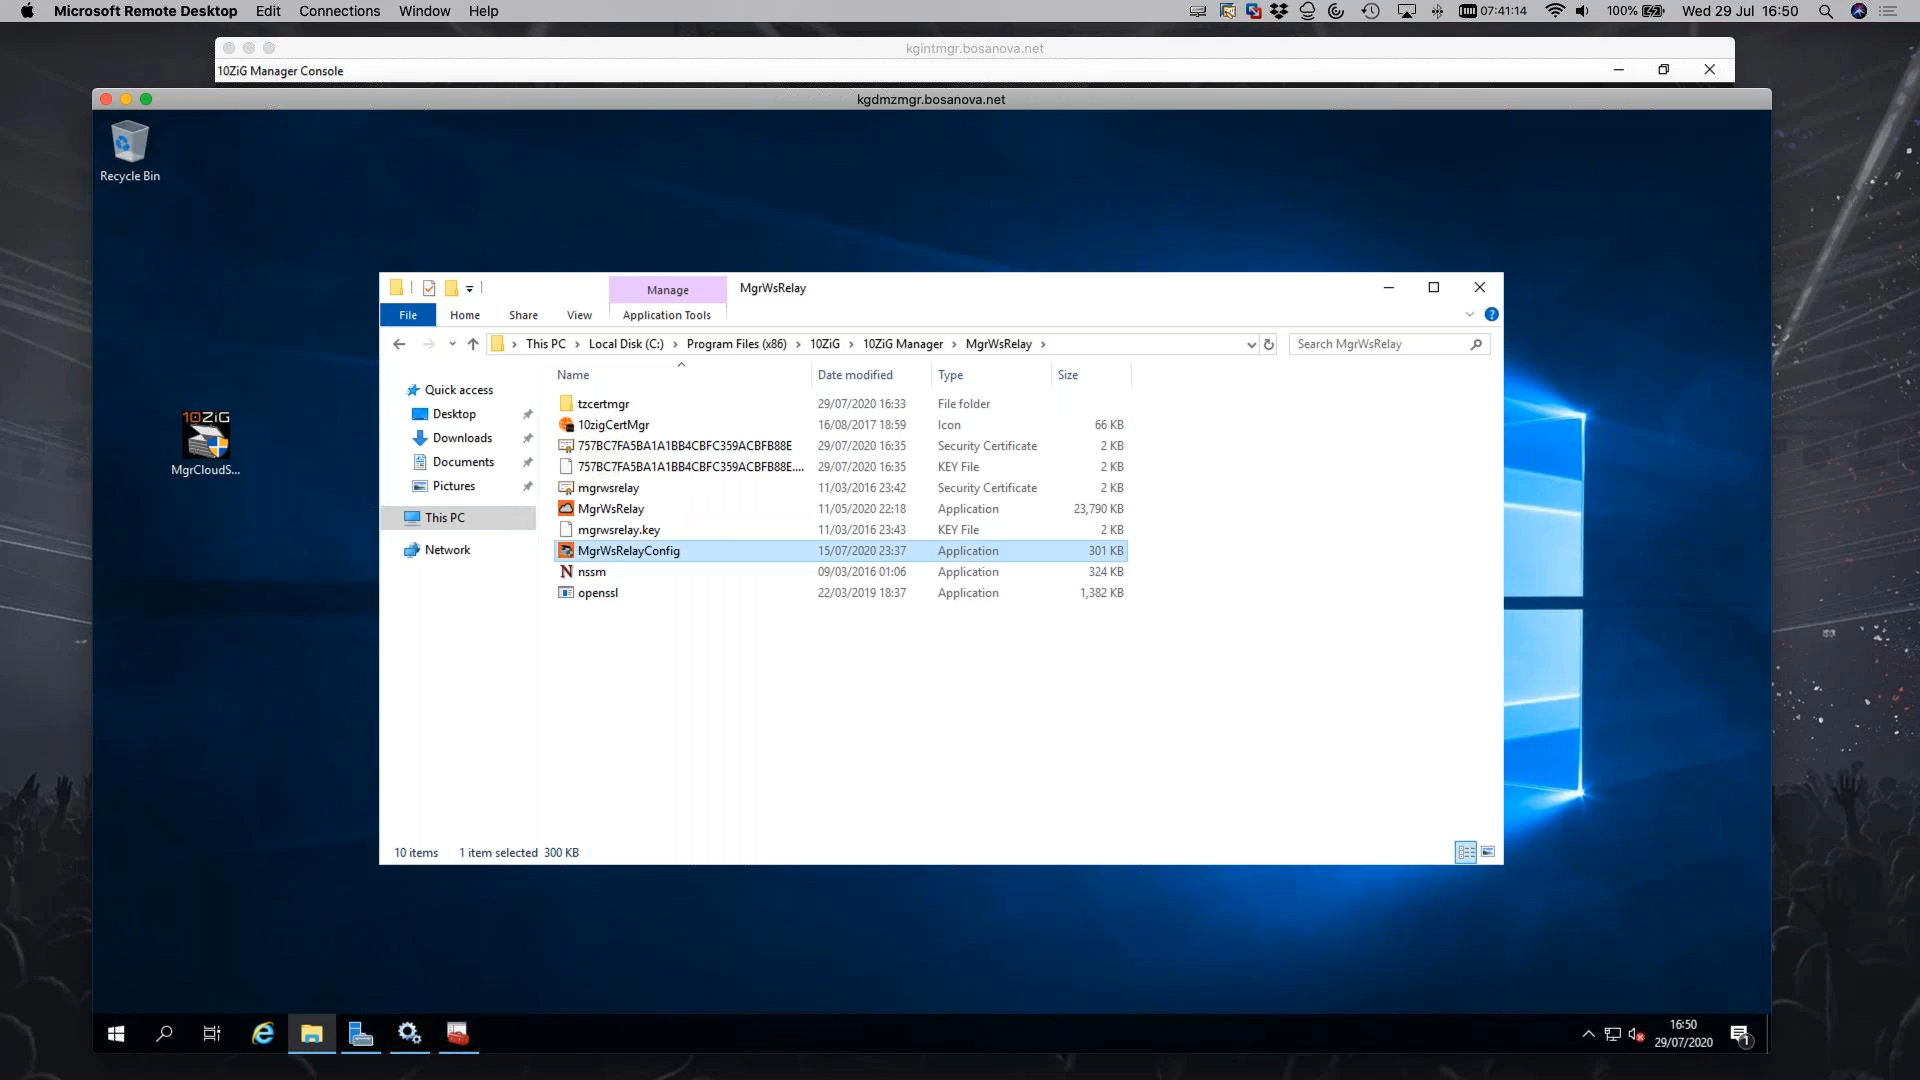 Microsoft Remote Desktop Edit Connections Window Help 07:41:14 100% Wed 29 Jul 16:50
kgintmgr.bosanova.net
10ZiG Manager Console
kgdmzmgr.bosanova.net
Recycle Bin
10ZiG
MgrCloudS...
Manage MgrWsRelay
File Home Share View Application Tools
This PC Local Disk (C:) Program Files (x86) 10ZiG 10ZiG Manager MgrWsRelay Search MgrWsRelay
Name Date modified Type Size
Quick access
Desktop
Downloads
Documents
Pictures
This PC
Network
tzcertmgr 29/07/2020 16:33 File folder
10zigCertMgr 16/08/2017 18:59 Icon 66 KB
757BC7FA5BA1A1BB4CBFC359ACBFB88E 29/07/2020 16:35 Security Certificate 2 KB
757BC7FA5BA1A1BB4CBFC359ACBFB88E.... 29/07/2020 16:35 KEY File 2 KB
mgrwsrelay 11/03/2016 23:42 Security Certificate 2 KB
MgrWsRelay 11/05/2020 22:18 Application 23,790 KB
mgrwsrelay.key 11/03/2016 23:43 KEY File 2 KB
MgrWsRelayConfig 15/07/2020 23:37 Application 301 KB
nssm 09/03/2016 01:06 Application 324 KB
openssl 22/03/2019 18:37 Application 1,382 KB
10 items 1 item selected 300 KB
16:50
29/07/2020
1